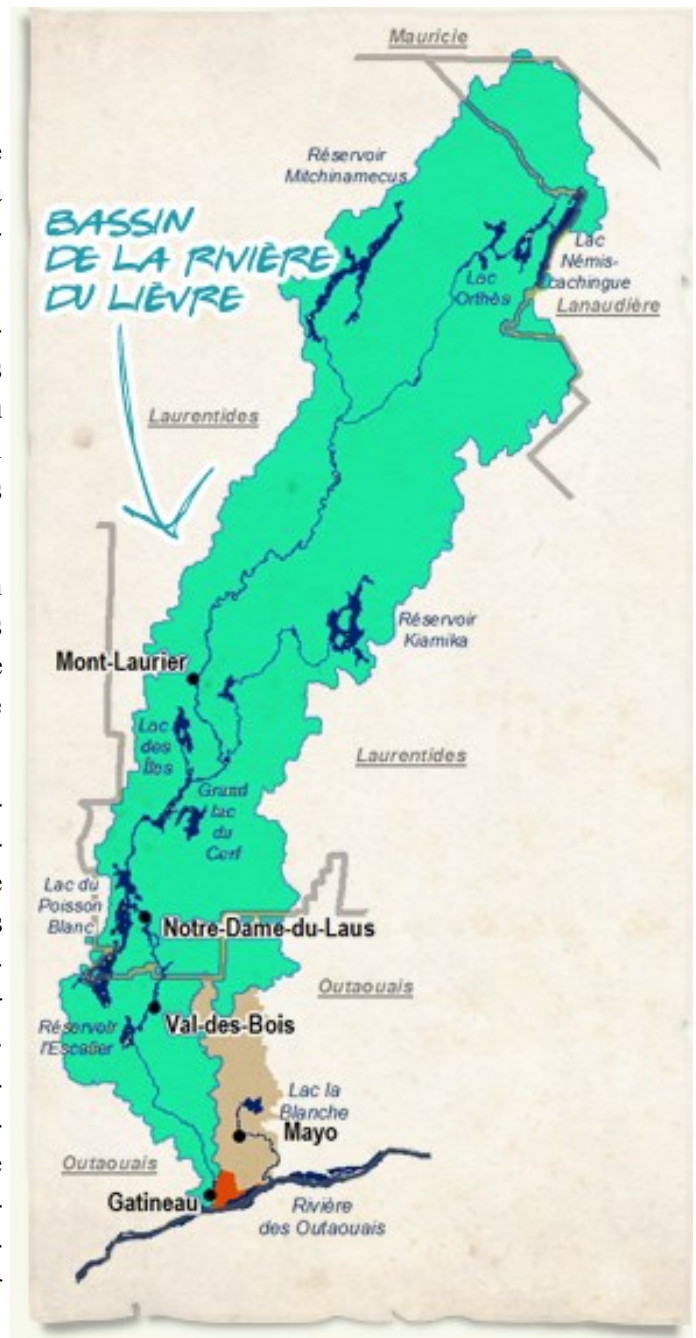 Mauricie
Réservoir
Mitchinamecus
BASSIN
DE LA RIVIÈRE
DU LIÈVRE
Lac
Némis-
cachingue
Lac
Orthès
Lanaudière
Laurentides
Réservoir
Kiamika
Mont-Laurier
Lac
des
Îles
Laurentides
Grand
lac
du
Cerf
Lac du
Poisson
Blanc
Notre-Dame-du-Laus
Outaouais
Val-des-Bois
Réservoir
l'Escalier
Lac la
Blanche
Mayo
Outaouais
Gatineau
Rivière
des Outaouais